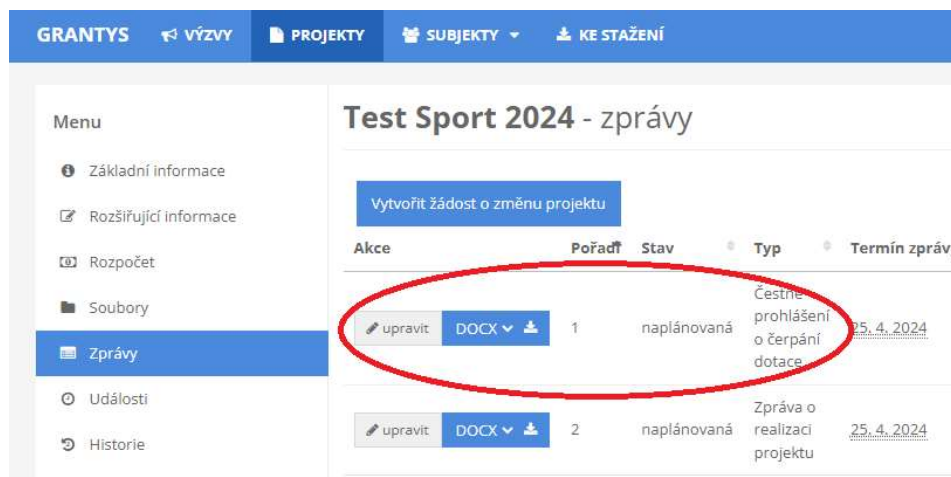 GRANTYS VÝZVY PROJEKTY SUBJEKTY KE STAŽENÍ
Menu
Základní informace
Rozšiřující informace
Rozpočet
Soubory
Zprávy
Události
Historie
Test Sport 2024 - zprávy
Vytvořit žádost o změnu projektu
Akce Pořadí Stav Typ Termín zpráv
upravit DOCX 1 naplánovaná Čestné
prohlášení
o čerpání
dotace 25. 4. 2024
upravit DOCX 2 naplánovaná Zpráva o
realizaci
projektu 25. 4. 2024